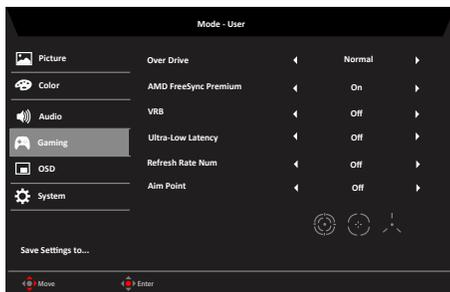 Mode - User
Picture
Color
Audio
Gaming
OSD
System
Save Settings to...
Over Drive Normal
AMD FreeSync Premium On
VRB Off
Ultra-Low Latency Off
Refresh Rate Num Off
Aim Point Off
Move Enter